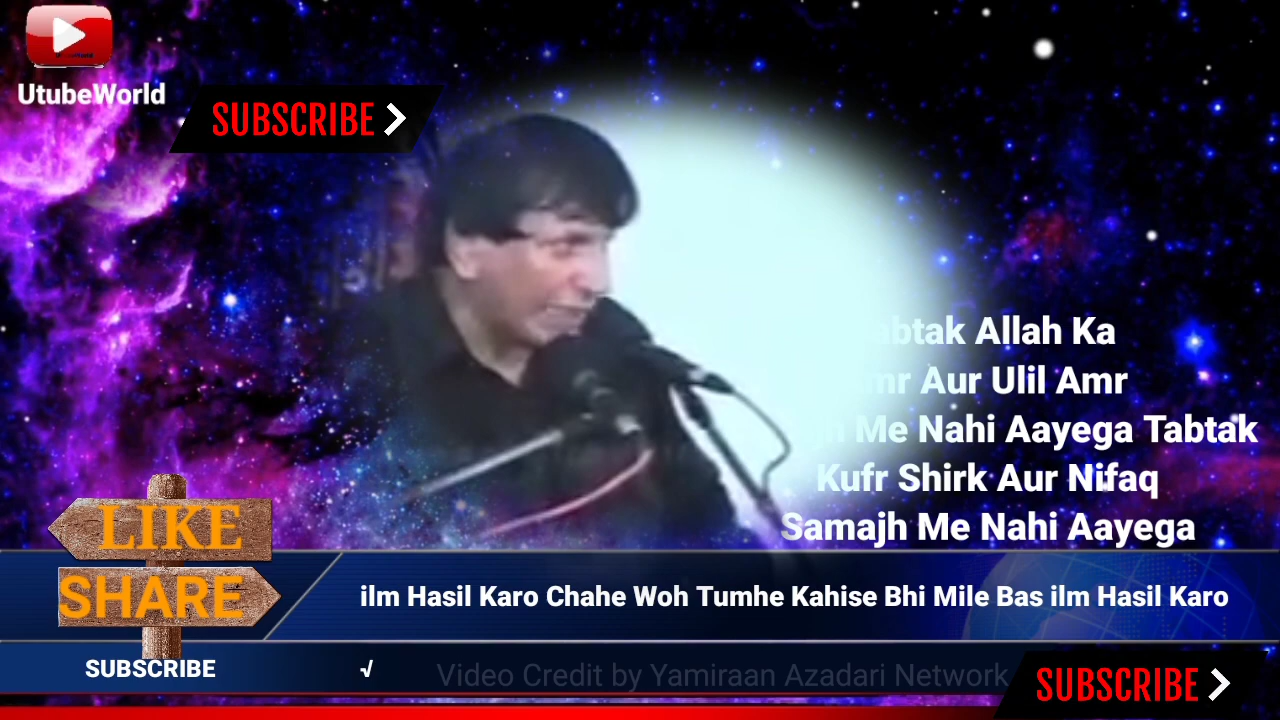 UtubeWorld
SUBSCRIBE
Allah Ka
Aur Ulil Amr
Me Nahi Aayega Tabtak
Kufr Shirk Aur Nifaq
Samajh Me Nahi Aayega
LIKE
SHARE
ilm Hasil Karo Chahe Woh Tumhe Kahise Bhi Mile Bas ilm Hasil Karo
SUBSCRIBE √
Video Credit by Yamiraan Azadari Network
SUBSCRIBE